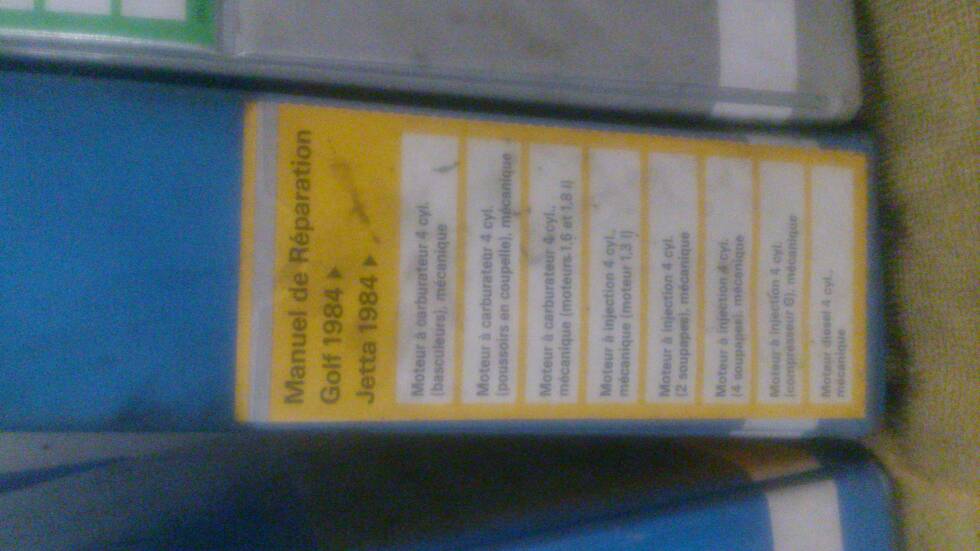 Manuel de Réparation
Golf 1984 ▶
Jetta 1984 ▶
Moteur à carburateur 4 cyl.
(basculeurs), mécanique
Moteur à carburateur 4 cyl.
(poussoirs en coupelle), mécanique
Moteur à carburateur 4 cyl.,
mécanique (moteurs 1,6 et 1,8 l)
Moteur à injection 4 cyl.,
mécanique (moteur 1,3 l)
Moteur à injection 4 cyl.
(2 soupapes), mécanique
Moteur à injection 4 cyl.
(4 soupapes), mécanique
Moteur à injection 4 cyl.
(compresseur G), mécanique
Moteur diesel 4 cyl.,
mécanique